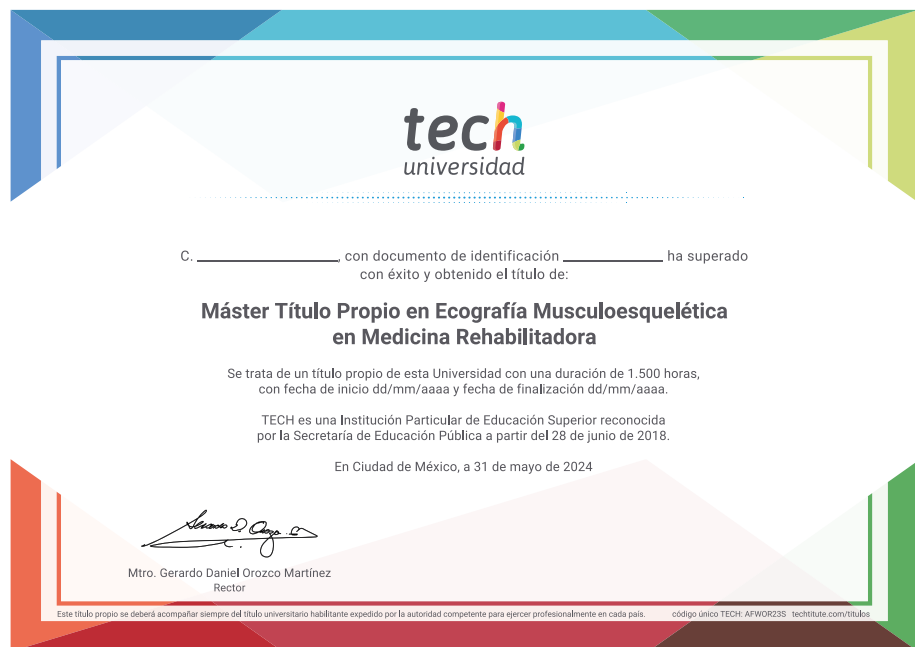 tech
universidad
C. ____________, con documento de identificación ____________ ha superado
con éxito y obtenido el título de:
Máster Título Propio en Ecografía Musculoesquelética
en Medicina Rehabilitadora
Se trata de un título propio de esta Universidad con una duración de 1.500 horas,
con fecha de inicio dd/mm/aaaa y fecha de finalización dd/mm/aaaa.
TECH es una Institución Particular de Educación Superior reconocida
por la Secretaría de Educación Pública a partir del 28 de junio de 2018.
En Ciudad de México, a 31 de mayo de 2024
Mtro. Gerardo Daniel Orozco Martínez
Rector
Este título propio se deberá acompañar siempre del título universitario habilitante expedido por la autoridad competente para ejercer profesionalmente en cada país. código único TECH: AFWOR23S techtitute.com/titulos